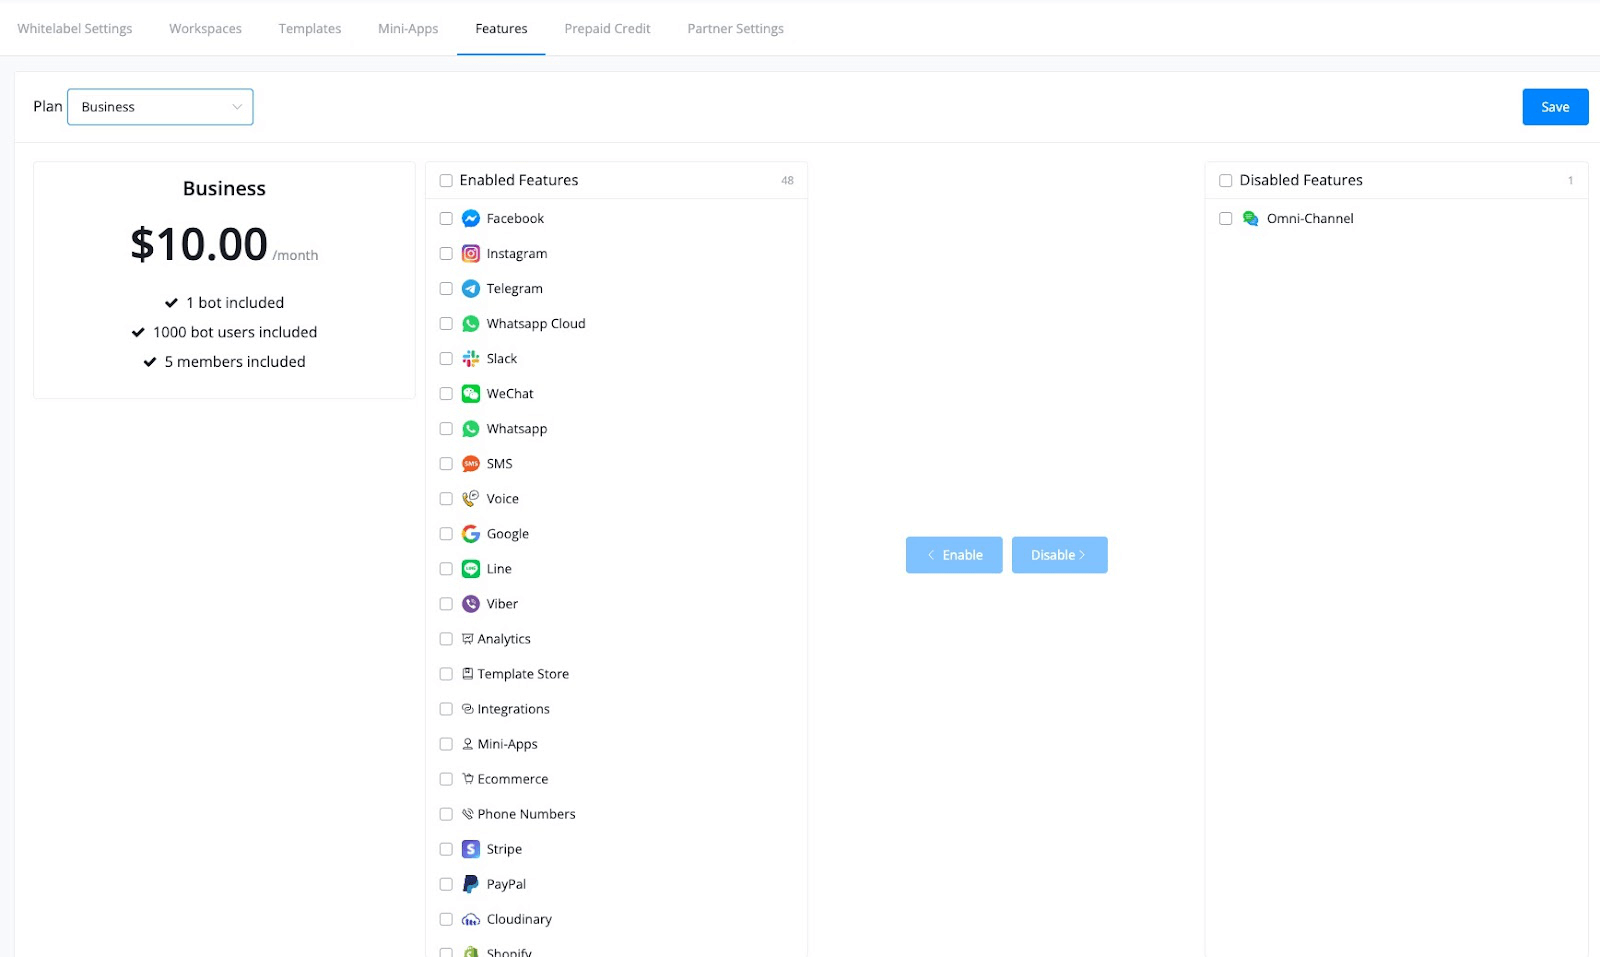 Whitelabel Settings
Workspaces
Templates
Mini-Apps
Features
Prepaid Credit
Partner Settings
Plan
Business
Save
Business
$10.00 /month
1 bot included
1000 bot users included
5 members included
Enabled Features
48
Facebook
Instagram
Telegram
Whatsapp Cloud
Slack
WeChat
Whatsapp
SMS
SMS
Voice
Google
LINE
Line
Viber
Analytics
Template Store
Integrations
Mini-Apps
Ecommerce
Phone Numbers
S
Stripe
PayPal
Cloudinary
Shopify
Enable
Disable
Disabled Features
1
Omni-Channel